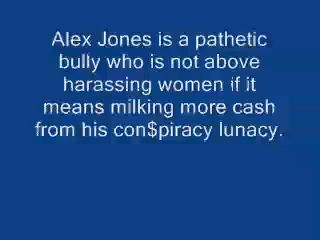 Alex Jones is a pathetic
bully who is not above
harassing women if it
means milking more cash
from his con$piracy lunacy.